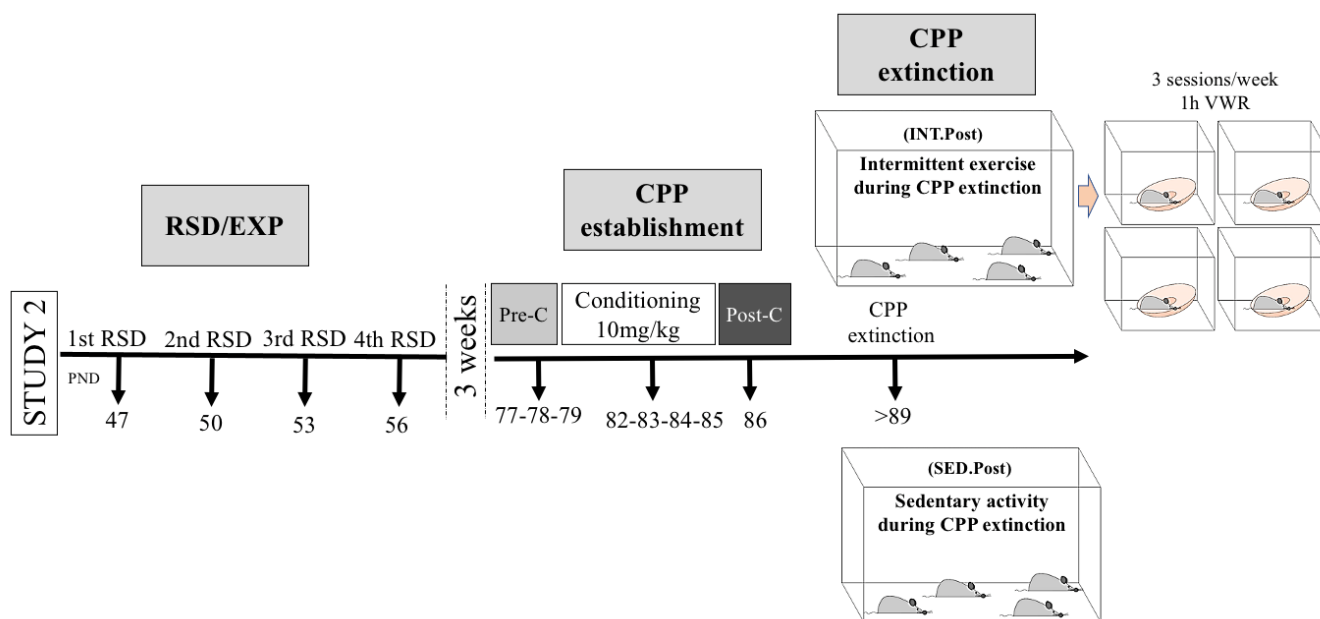 CPP
extinction
3 sessions/week
1h VWR
(INT.Post)
Intermittent exercise
during CPP extinction
RSD/EXP
CPP
establishment
STUDY 2
1st RSD 2nd RSD 3rd RSD 4th RSD
PND
47 50 53 56
3 weeks
Pre-C
Conditioning
10mg/kg
Post-C
CPP
extinction
77-78-79 82-83-84-85 86 >89
(SED.Post)
Sedentary activity
during CPP extinction